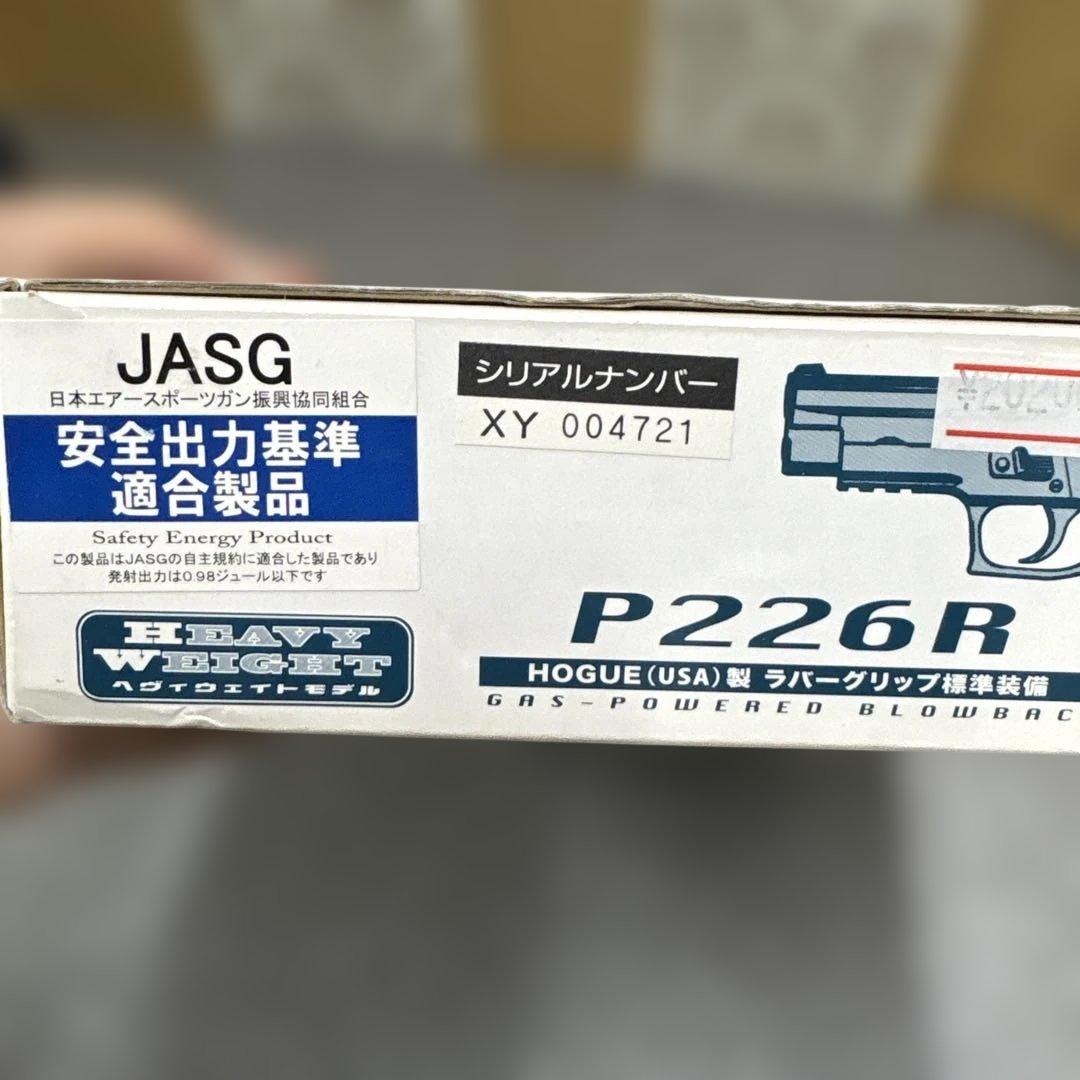 JASG
日本エアースポーツガン振興協同組合
安全出力基準
適合製品
Safety Energy Product
この製品はJASGの自主規約に適合した製品であり
発射出力は0.98ジュール以下です
HEAVY
WEIGHT
ヘヴィウェイトモデル
シリアルナンバー
XY 004721
P226R
HOGUE(USA)製 ラバーグリップ標準装備
GAS-POWERED BLOWBAC